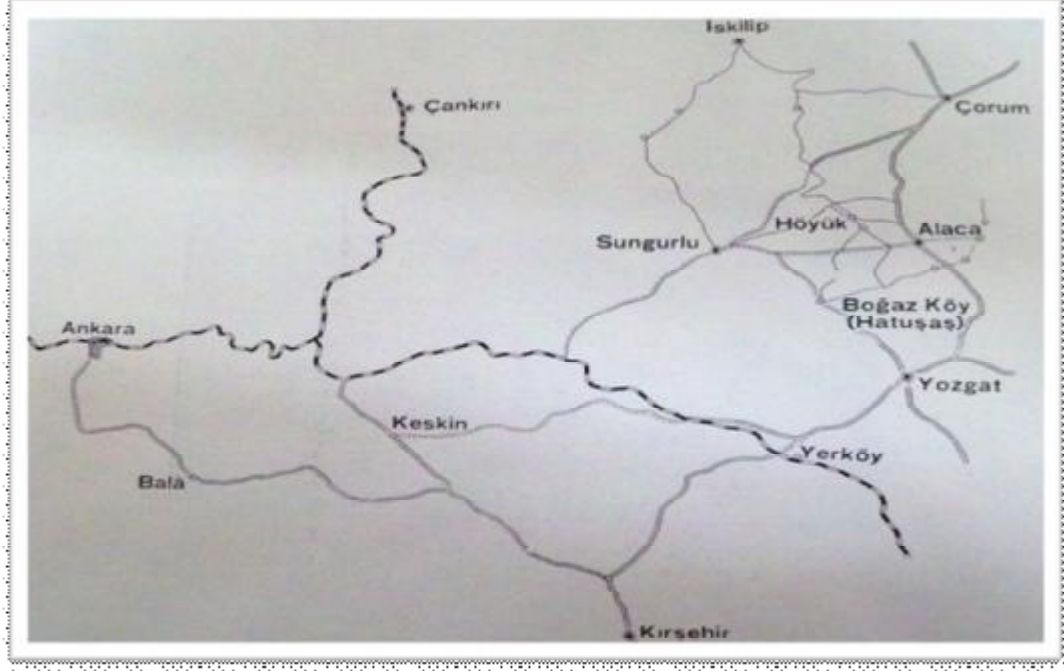 İskilip
Çankırı
Çorum
Höyük
Alaca
Sungurlu
Boğaz Köy
(Hatuşaş)
Ankara
Yozgat
Keskin
Yerköy
Balâ
Kırşehir